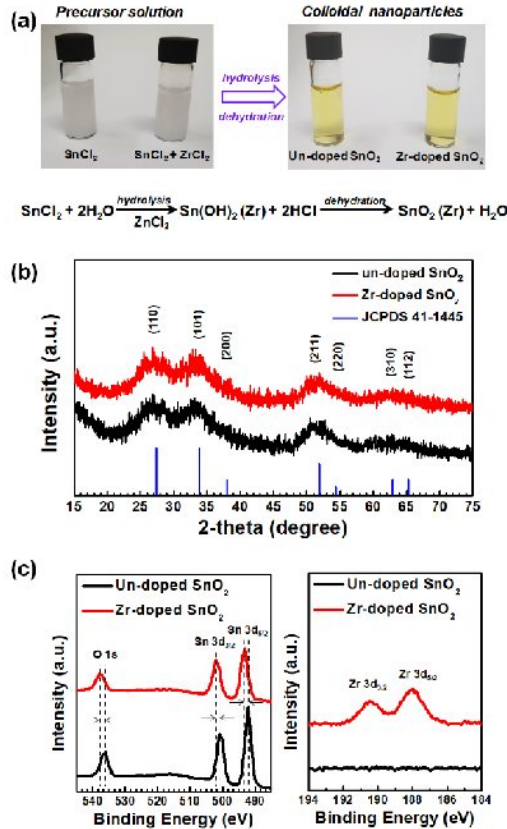 (a) Precursor solution Colloidal nanoparticles
hydrolysis
dehydration
SnCl2 SnCl2 + ZrCl2 Un-doped SnO2 Zr-doped SnO2
SnCl2 + 2H2O hydrolysis ZnCl2 Sn(OH)2 (Zr) + 2HCl dehydration SnO2 (Zr) + H2O
(b)
un-doped SnO2
Zr-doped SnO2
JCPDS 41-1445
(110) (101) [200] (211) (220) (310) (112)
Intensity (a.u.)
15 20 25 30 35 40 45 50 55 60 65 70 75
2-theta (degree)
(c)
Un-doped SnO2
Zr-doped SnO2
O 1s Sn 3d3/2 Sn 3d5/2
Intensity (a.u.)
540 530 520 510 500 490
Binding Energy (eV)
Un-doped SnO2
Zr-doped SnO2
Zr 3d3/2 Zr 3d5/2
Intensity (a.u.)
194 192 190 188 186 184
Binding Energy (eV)